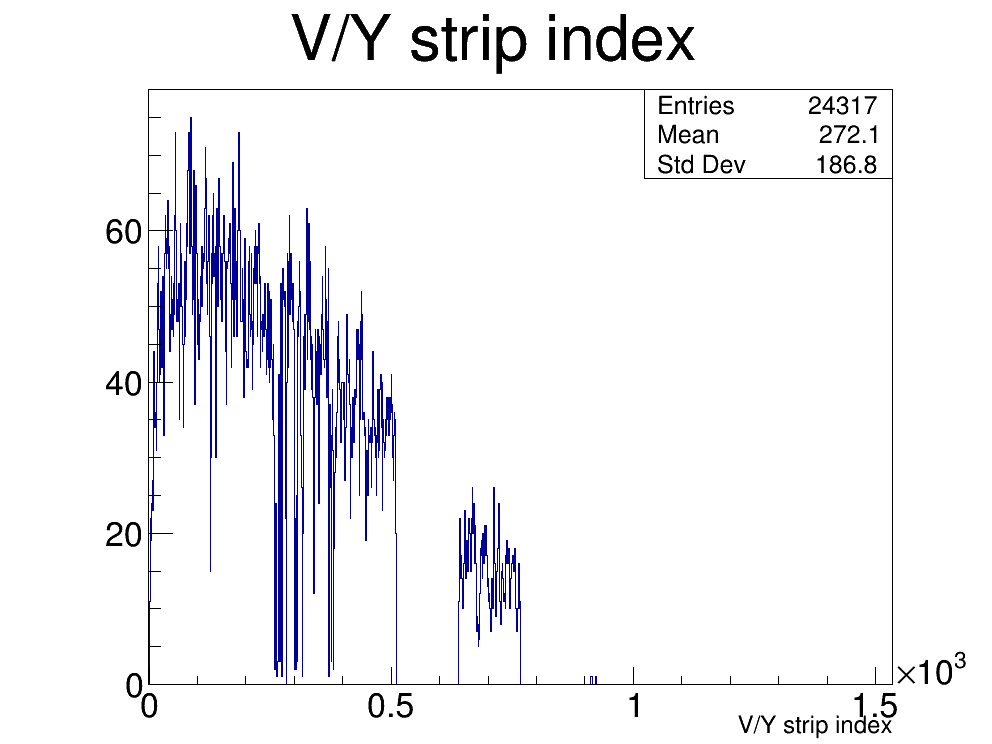 V/Y strip index
Entries 24317
Mean 272.1
Std Dev 186.8
60
40
20
0
0 0.5 1 1.5 ×10³
V/Y strip index